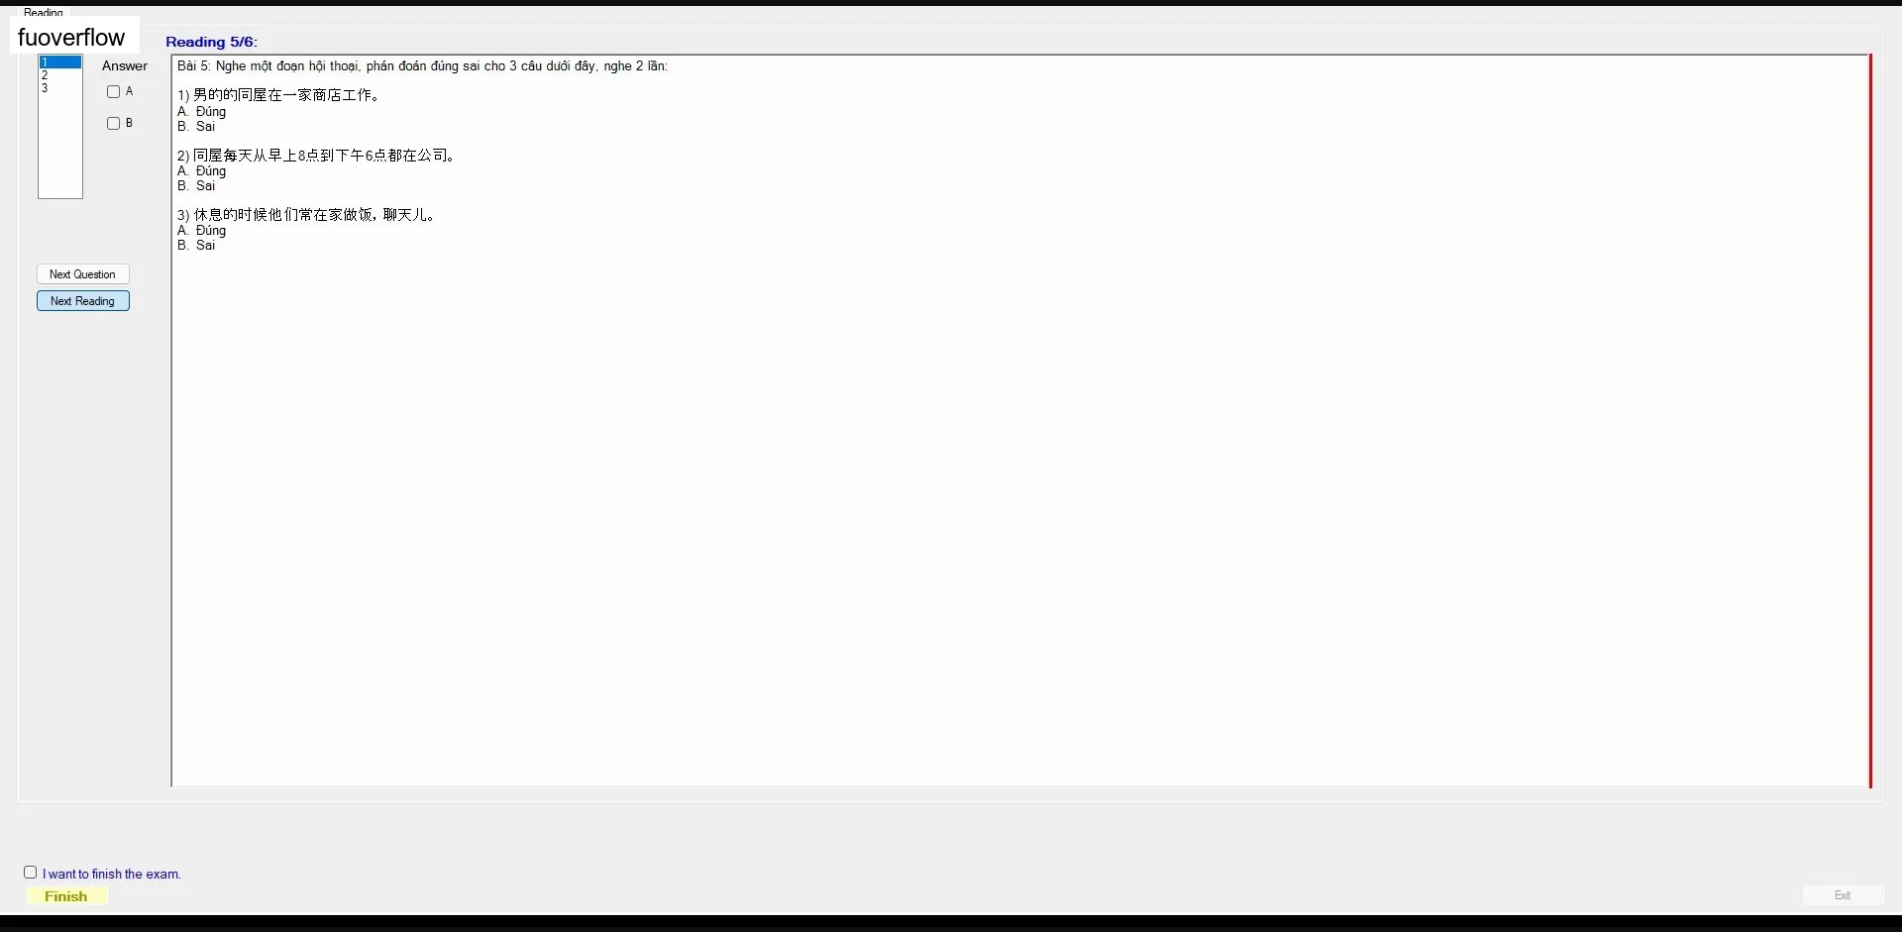 Reading
fuoverflow
Reading 5/6:
1
2
3
Answer
A
B
Bài 5: Nghe một đoạn hội thoại, phán đoán đúng sai cho 3 câu dưới đây, nghe 2 lần:
1) 男的的同屋在一家商店工作。
A. Đúng
B. Sai
2) 同屋每天从早上8点到下午6点都在公司。
A. Đúng
B. Sai
3) 休息的时候他们常在家做饭, 聊天儿。
A. Đúng
B. Sai
Next Question
Next Reading
I want to finish the exam.
Finish
Exit